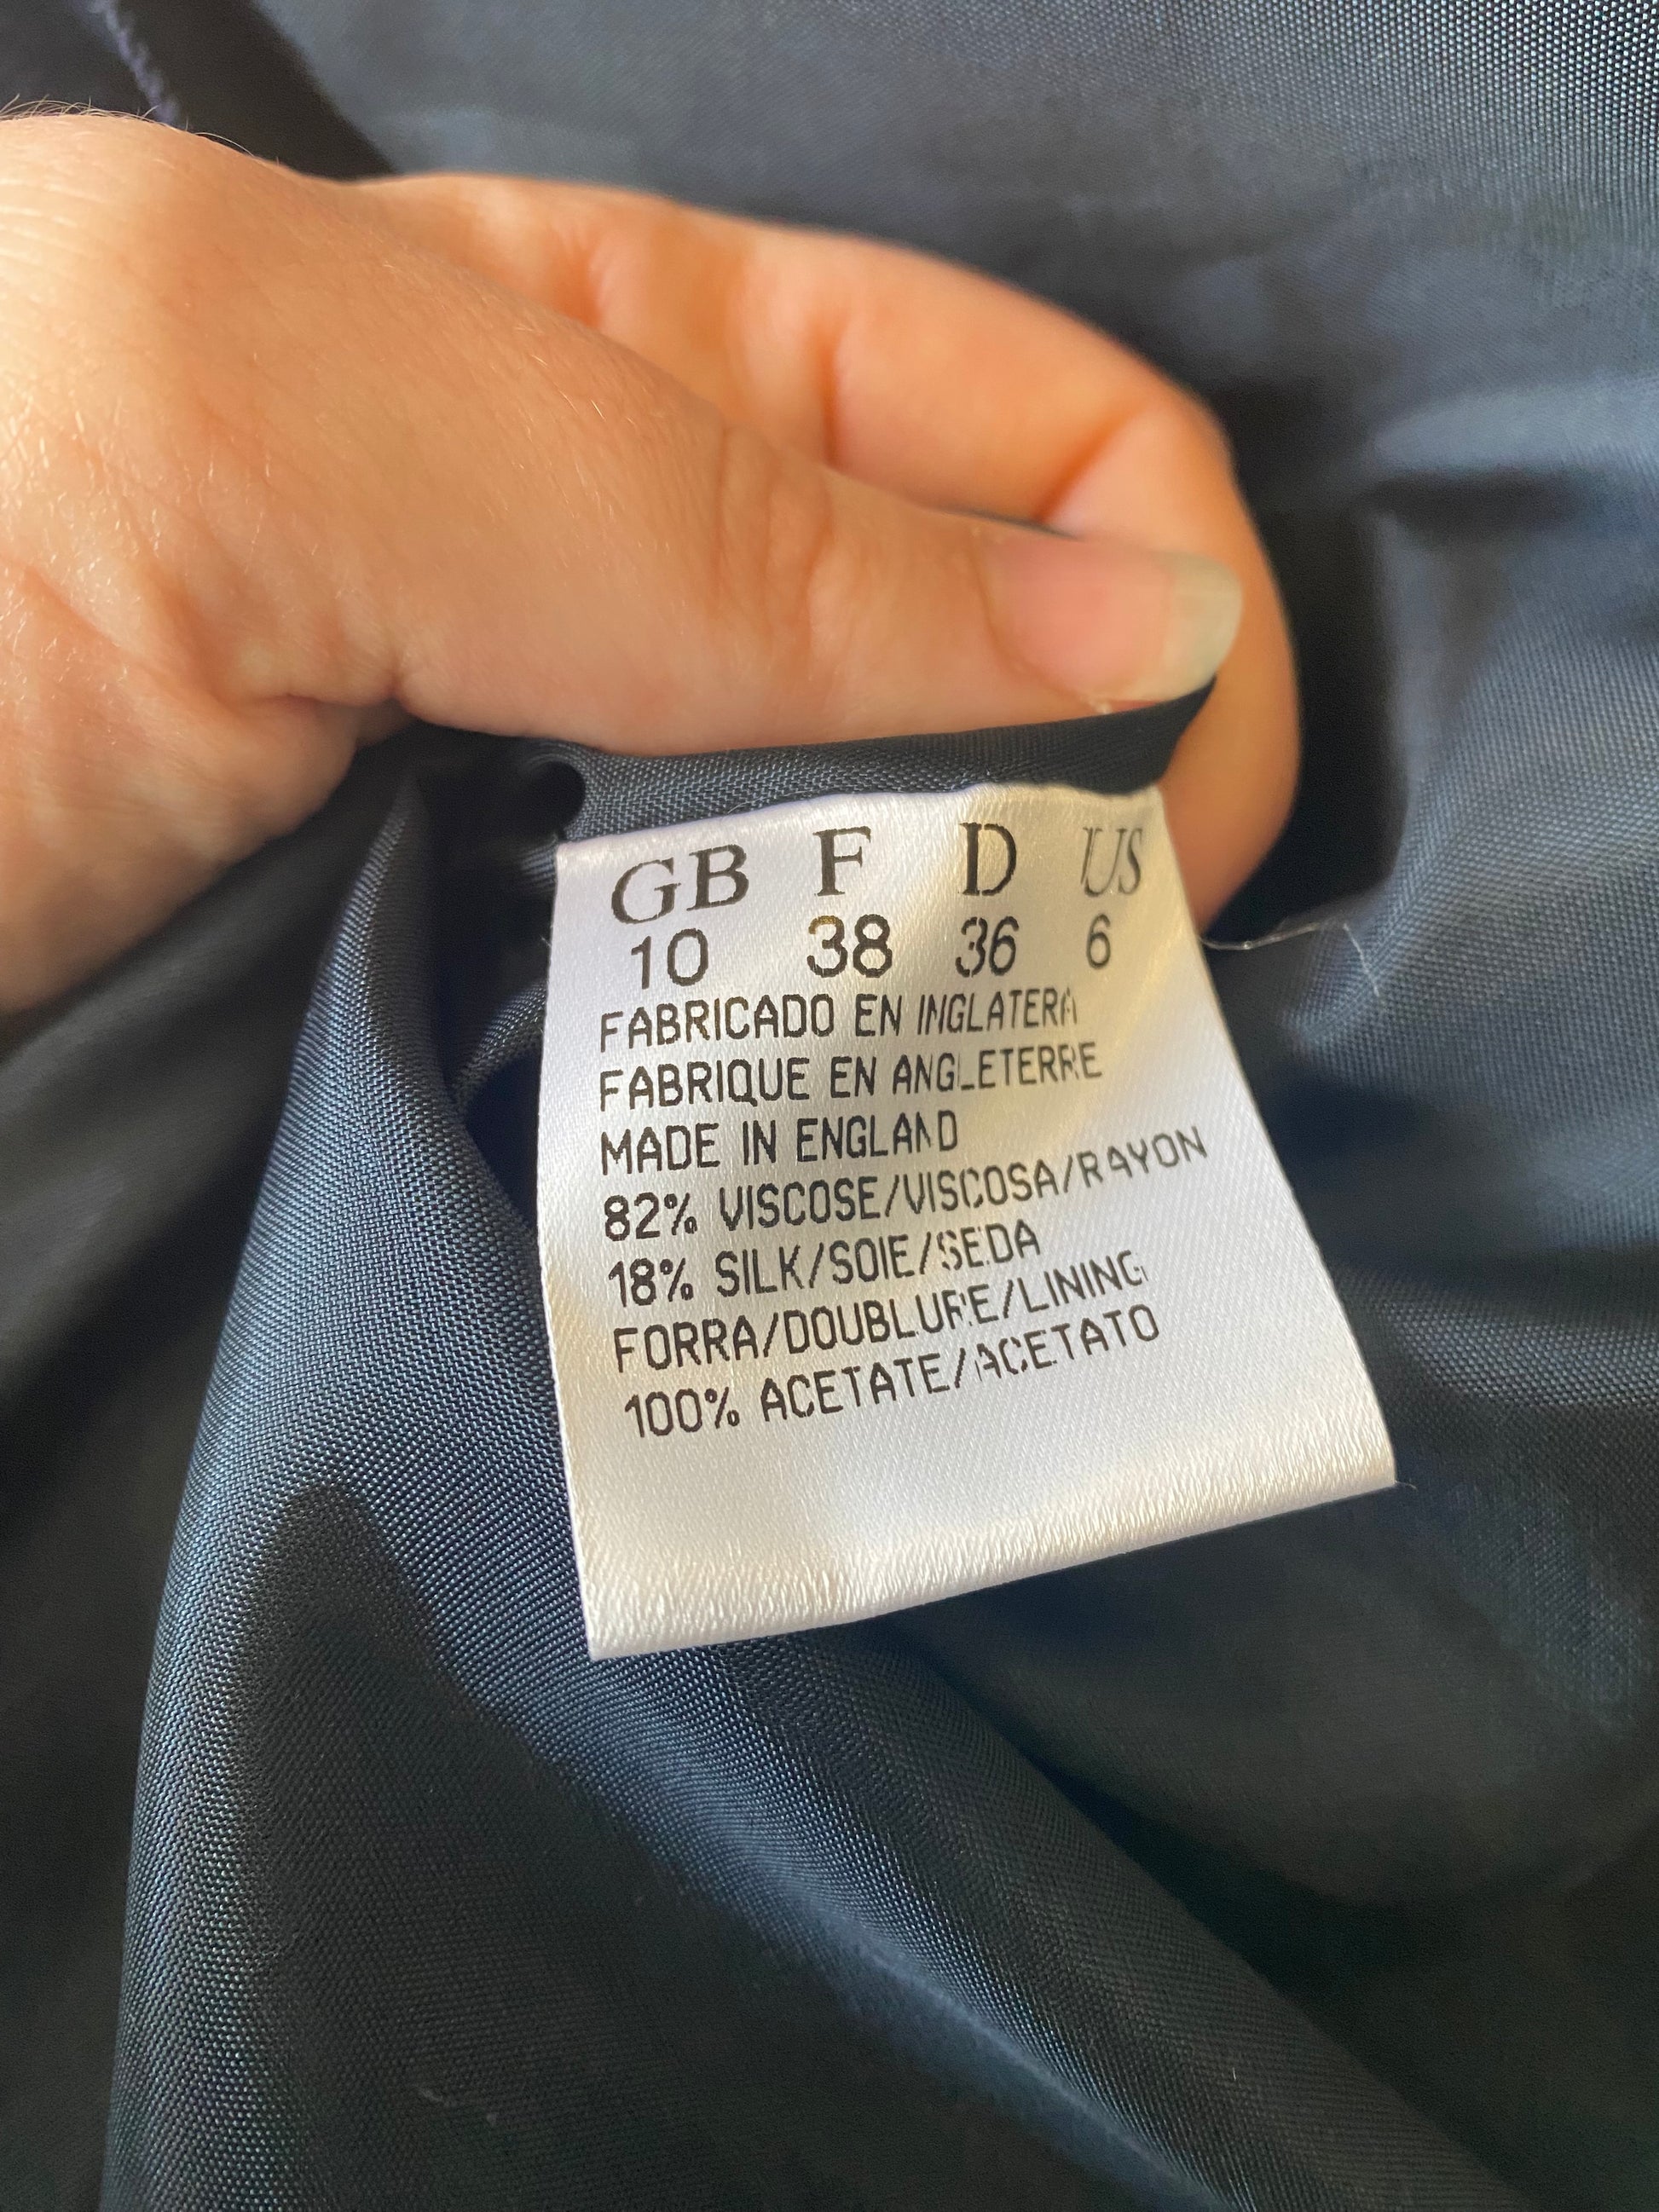 GB F D US
10 38 36 6
FABRICADO EN INGLATERA
FABRIQUE EN ANGLETERRE
MADE IN ENGLAND
82% VISCOSE/VISCOSA/RAYON
18% SILK/SOIE/SEDA
FORRA/DOUBLURE/LINING
100% ACETATE/ACETATO